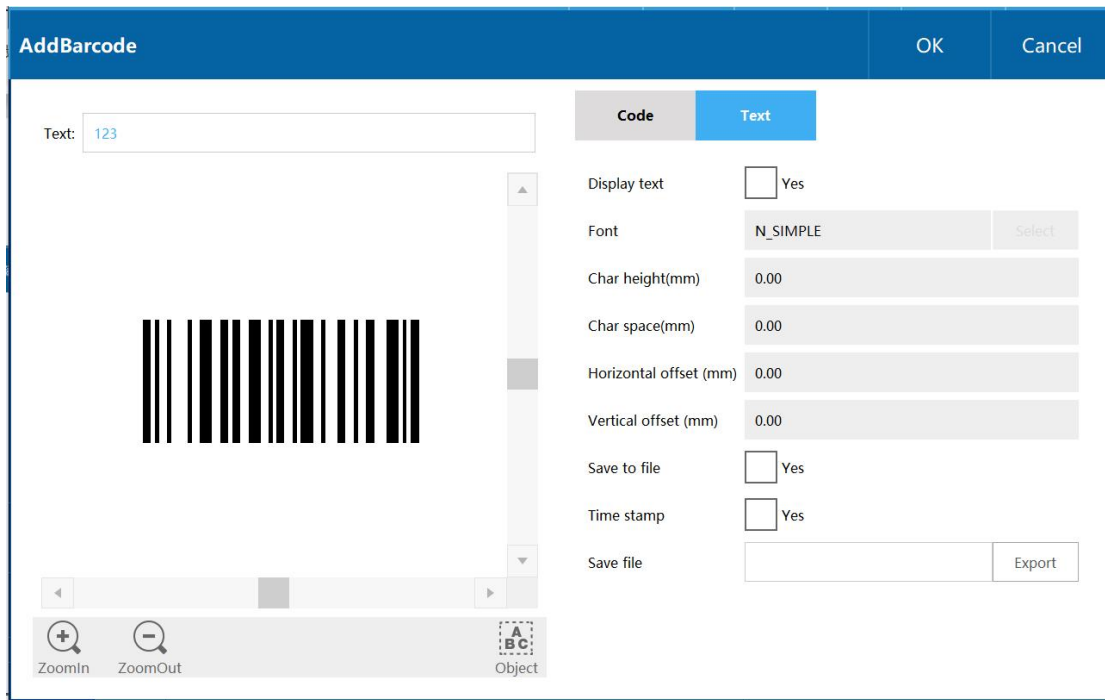 AddBarcode OK Cancel
Text: 123
Code Text
Display text Yes
Font N_SIMPLE Select
Char height(mm) 0.00
Char space(mm) 0.00
Horizontal offset (mm) 0.00
Vertical offset (mm) 0.00
Save to file Yes
Time stamp Yes
Save file Export
A
BC
ZoomIn ZoomOut Object